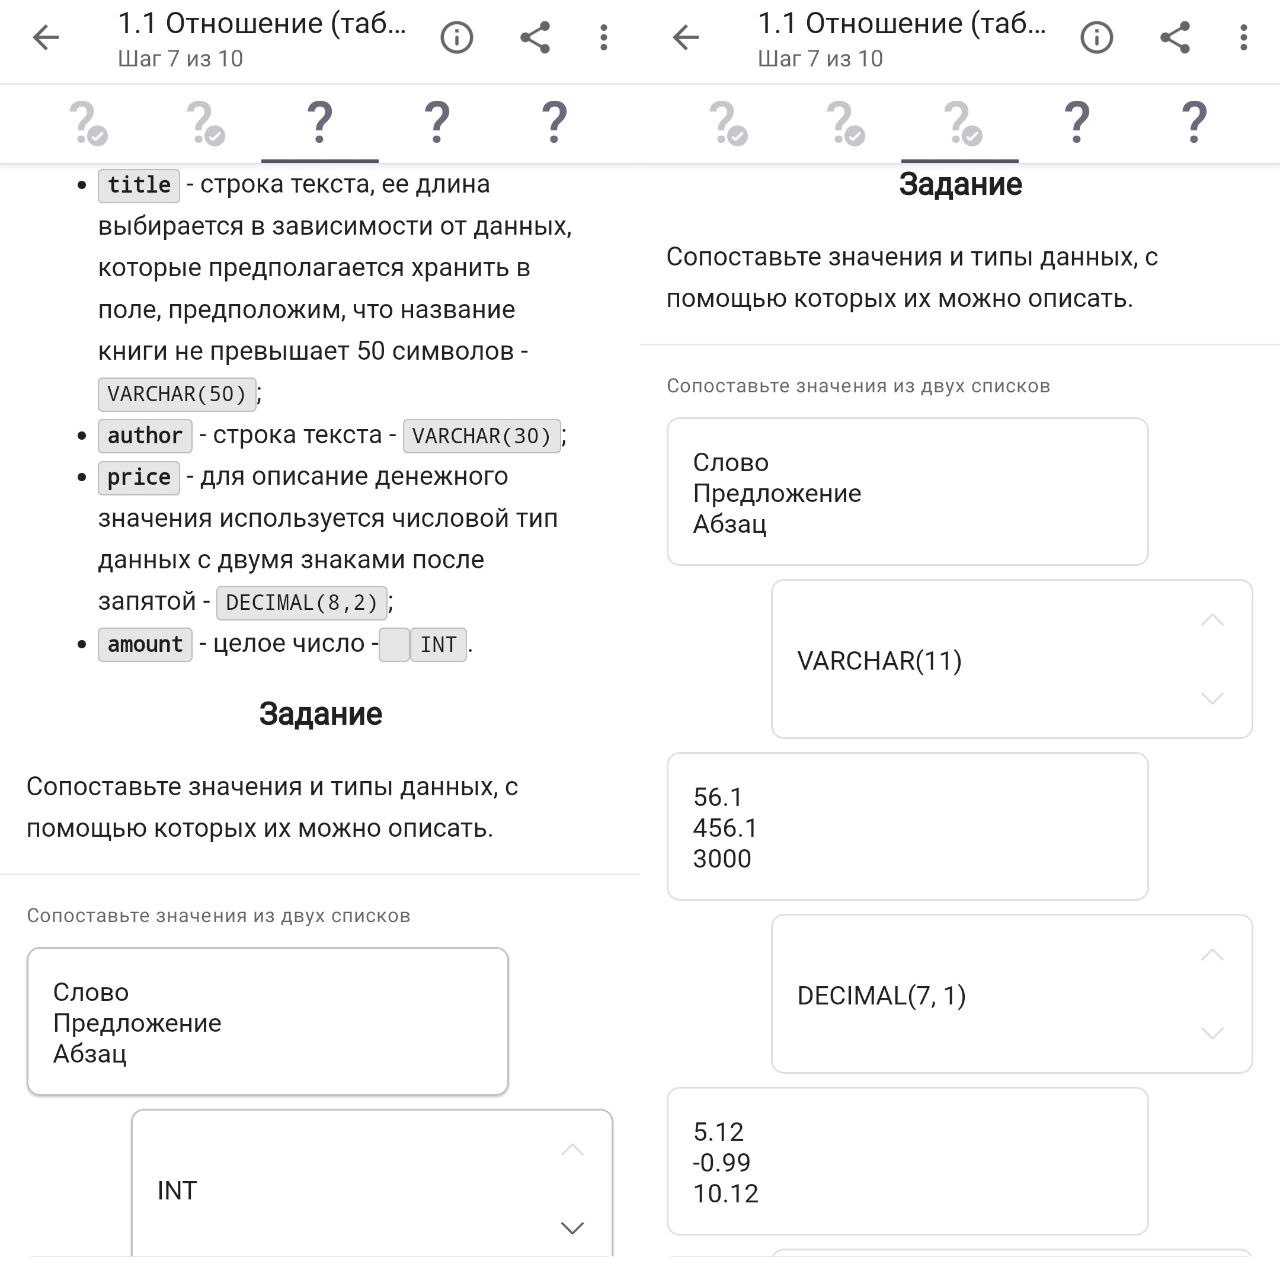 1.1 Отношение (таб...
Шаг 7 из 10
title - строка текста, ее длина
выбирается в зависимости от данных,
которые предполагается хранить в
поле, предположим, что название
книги не превышает 50 символов -
VARCHAR(50);
author - строка текста - VARCHAR(30);
price - для описание денежного
значения используется числовой тип
данных с двумя знаками после
запятой - DECIMAL(8,2);
amount - целое число - INT.
Задание
Сопоставьте значения и типы данных, с
помощью которых их можно описать.
Сопоставьте значения из двух списков
Слово
Предложение
Абзац
INT
1.1 Отношение (таб...
Шаг 7 из 10
Задание
Сопоставьте значения и типы данных, с
помощью которых их можно описать.
Сопоставьте значения из двух списков
Слово
Предложение
Абзац
VARCHAR(11)
56.1
456.1
3000
DECIMAL(7, 1)
5.12
-0.99
10.12